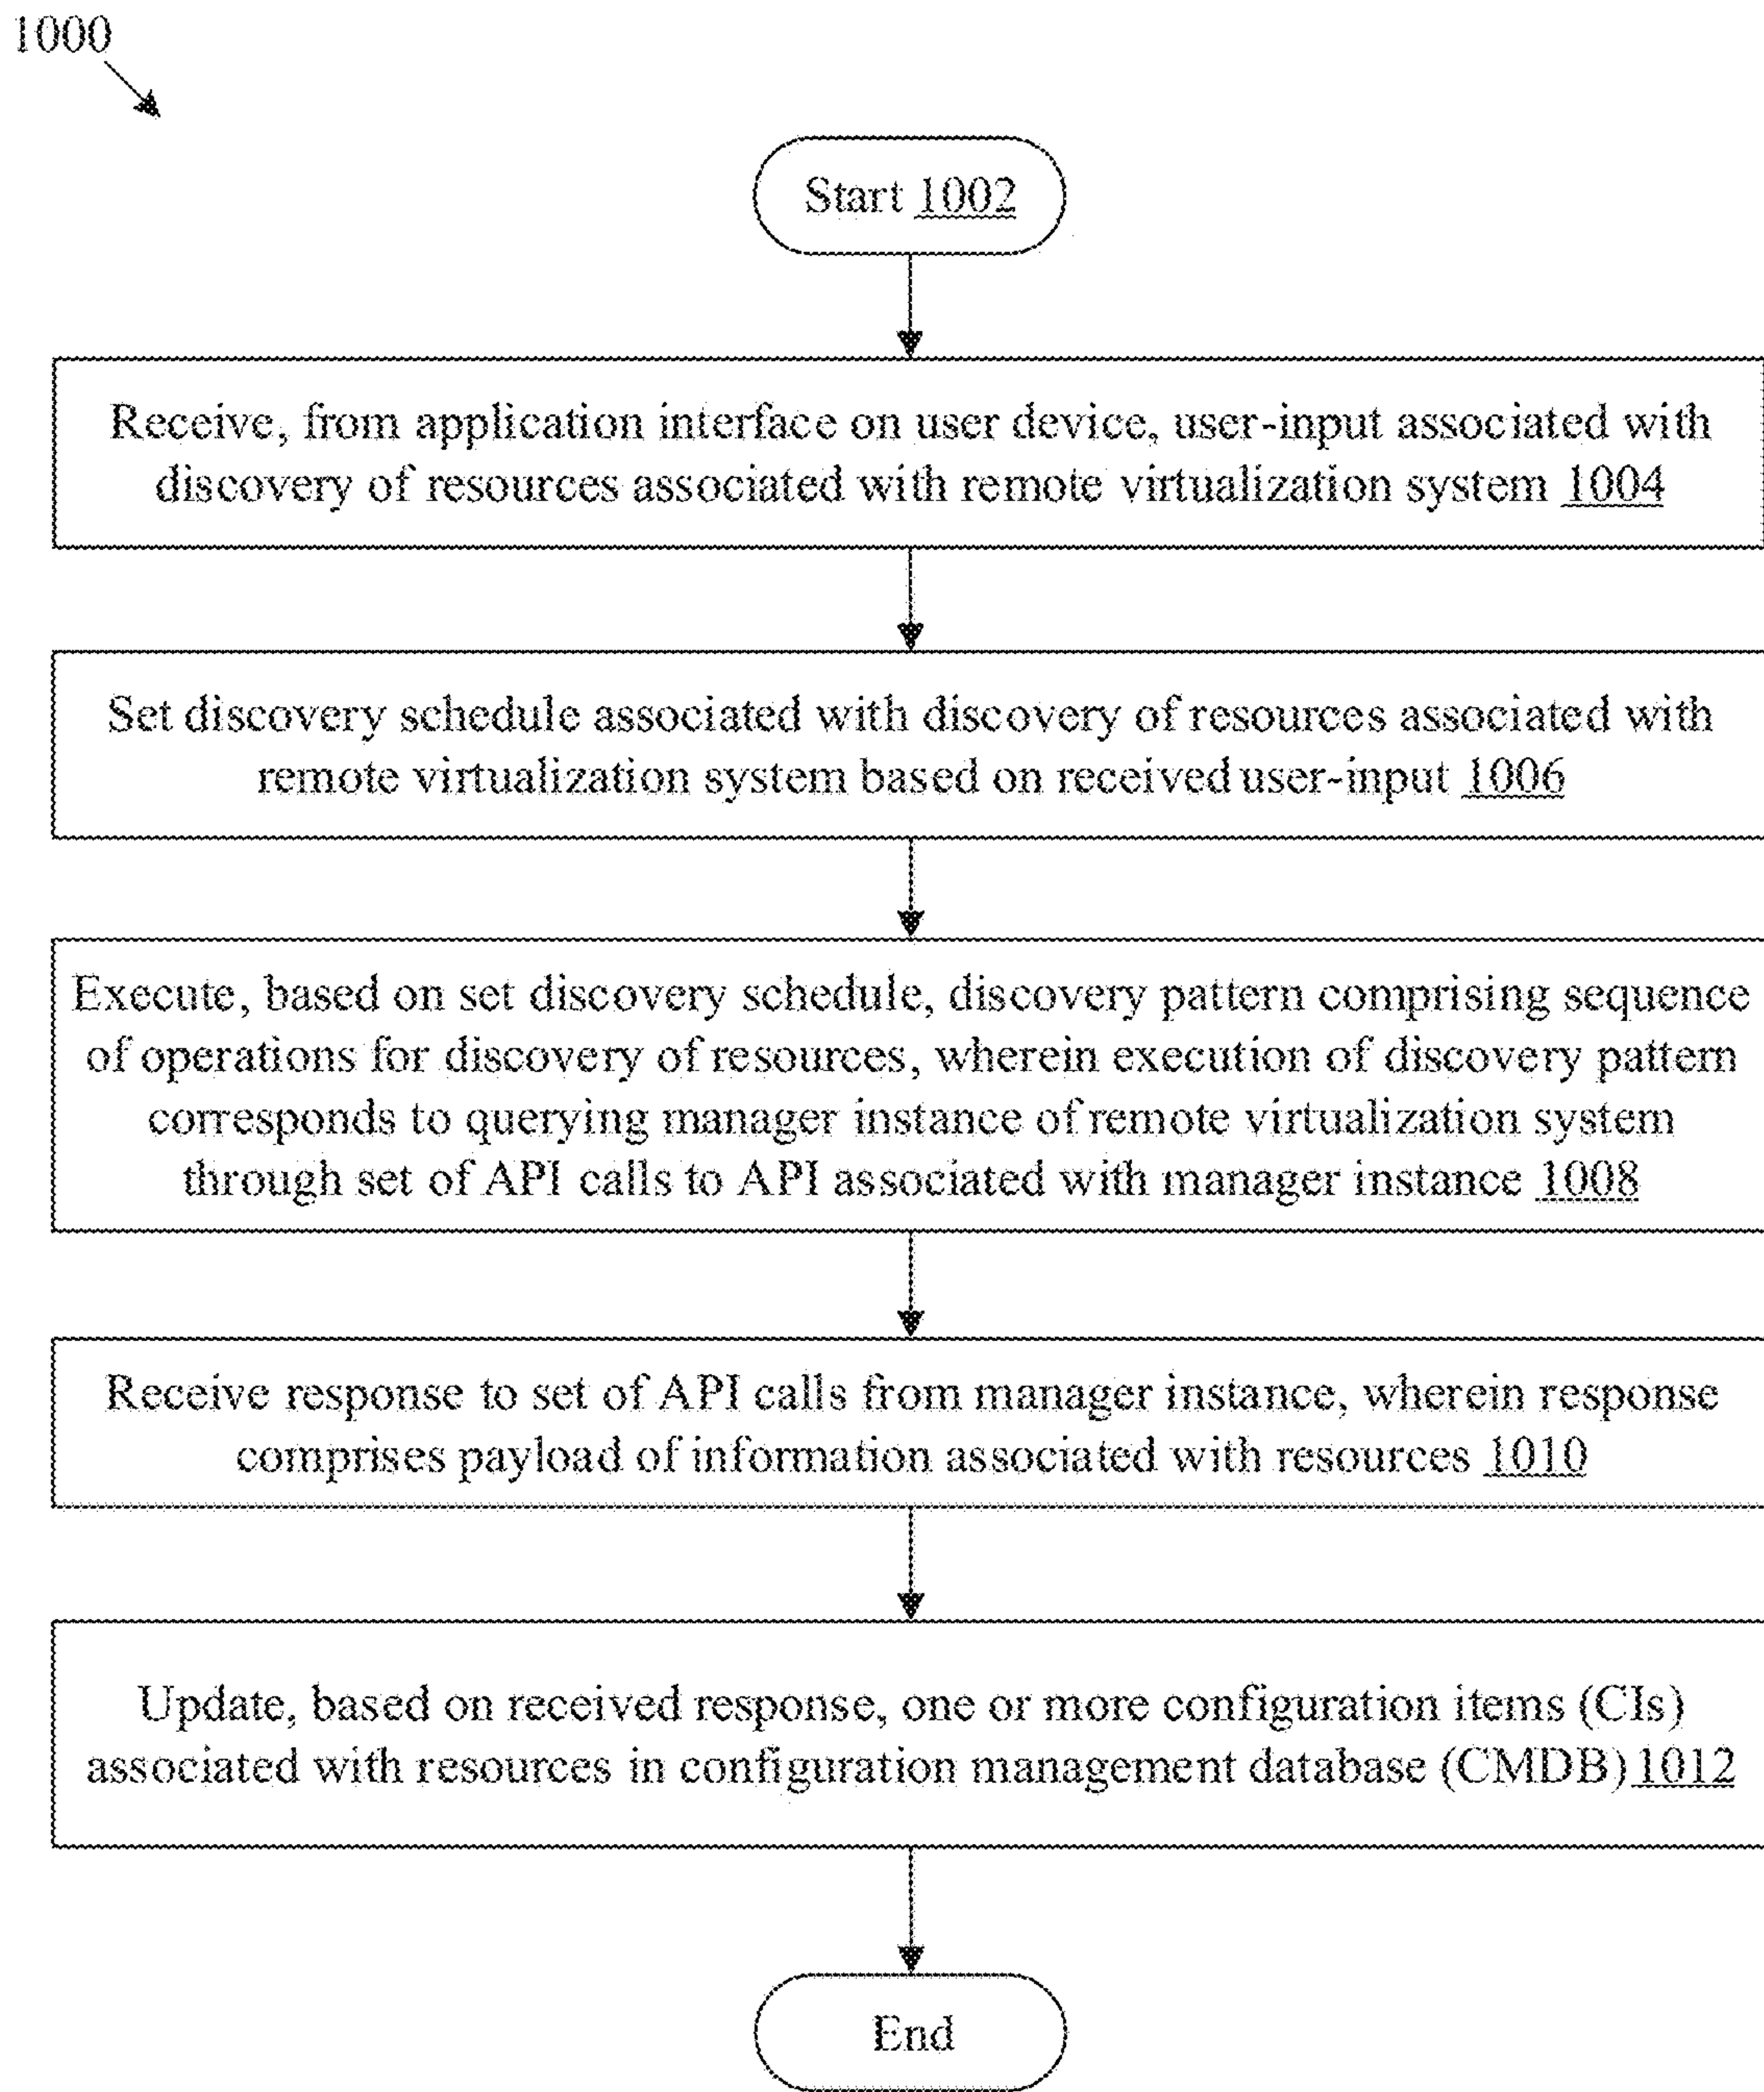 1000
Start 1002
Receive, from application interface on user device, user-input associated with
discovery of resources associated with remote virtualization system 1004
Set discovery schedule associated with discovery of resources associated with
remote virtualization system based on received user-input 1006
Execute, based on set discovery schedule, discovery pattern comprising sequence
of operations for discovery of resources, wherein execution of discovery pattern
corresponds to querying manager instance of remote virtualization system
through set of API calls to API associated with manager instance 1008
Receive response to set of API calls from manager instance, wherein response
comprises payload of information associated with resources 1010
Update, based on received response, one or more configuration items (CIs)
associated with resources in configuration management database (CMDB) 1012
End